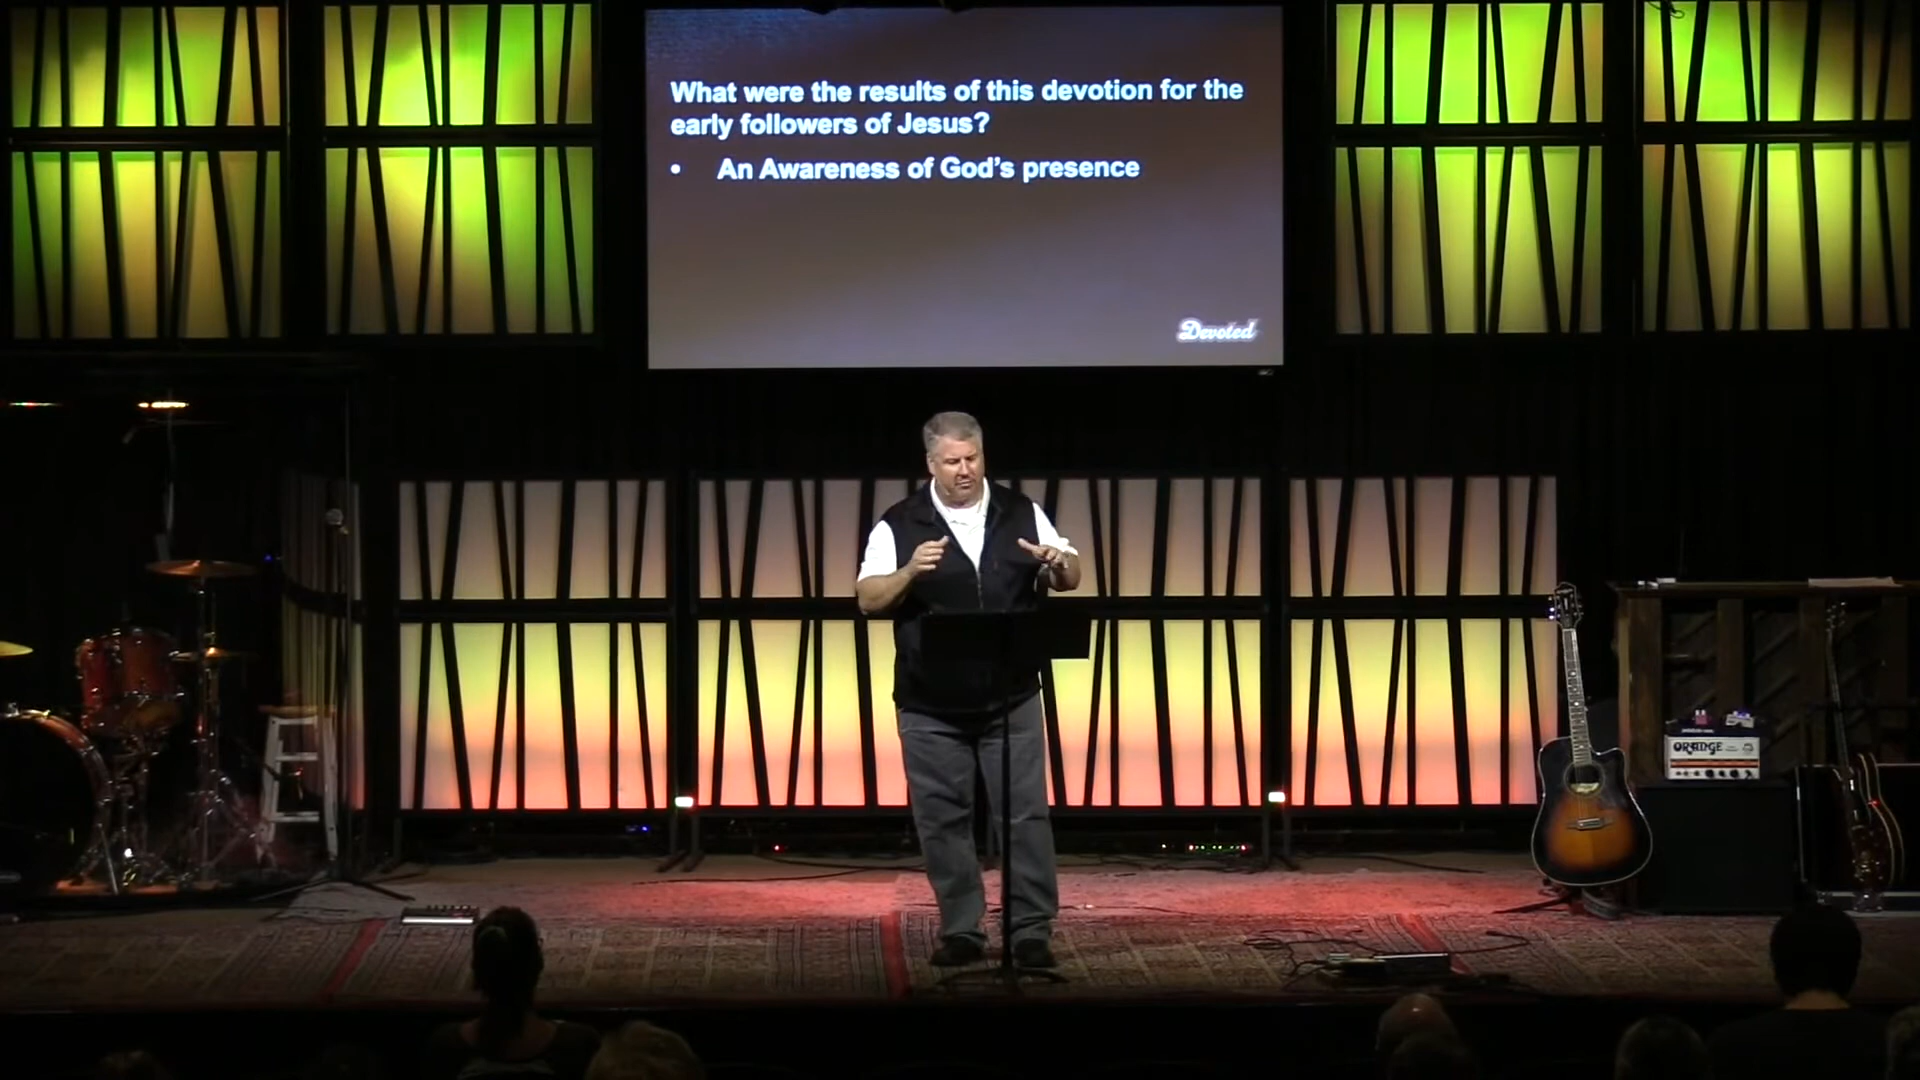 What were the results of this devotion for the
early followers of Jesus?
• An Awareness of God's presence
Devoted
ORANGE